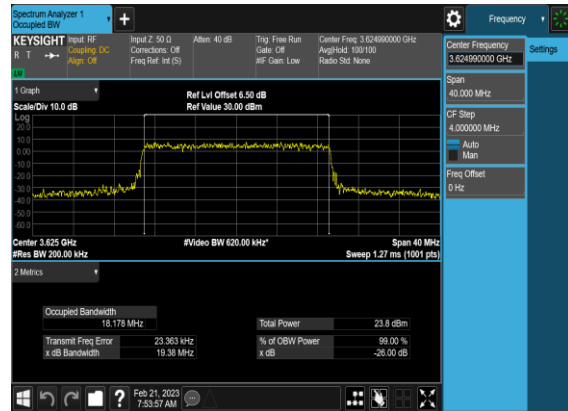 Spectrum Analyzer 1
Occupied BW
+
Frequency
KEYSIGHT Input: RF
R T Coupling: DC
Align: Off
LW
Input Z: 50 Ω
Corrections: Off
Freq Ref: Int (S)
Atten: 40 dB
Trig: Free Run
Gate: Off
#IF Gain: Low
Center Freq: 3.624990000 GHz
Avg|Hold: 100/100
Radio Std: None
Center Frequency
3.624990000 GHz
Settings
Span
40.000 MHz
CF Step
4.000000 MHz
Auto
Man
Freq Offset
0 Hz
1 Graph
Scale/Div 10.0 dB
Ref Lvl Offset 6.50 dB
Ref Value 30.00 dBm
Log
20.0
10.0
0.00
-10.0
-20.0
-30.0
-40.0
-50.0
-60.0
Center 3.625 GHz
#Res BW 200.00 kHz
#Video BW 620.00 kHz*
Span 40 MHz
Sweep 1.27 ms (1001 pts)
2 Metrics
Occupied Bandwidth
18.178 MHz
Total Power 23.8 dBm
Transmit Freq Error 23.363 kHz
% of OBW Power 99.00 %
x dB Bandwidth 19.38 MHz
x dB -26.00 dB
?
Feb 21, 2023
7:53:57 AM